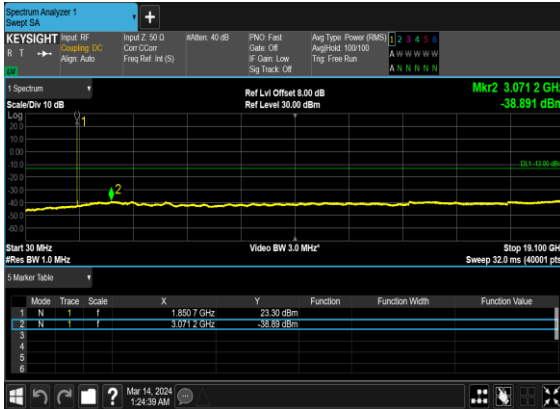 Spectrum Analyzer 1
Swept SA
+
KEYSIGHT Input: RF Input Z: 50 Ω #Atten: 40 dB PNO: Fast Avg Type: Power (RMS) 1 2 3 4 5 6
R T Coupling: DC Corr CCorr Gate: Off Avg|Hold: 100/100 A W W W W W
Align: Auto Freq Ref: Int (S) IF Gain: Low Trig: Free Run
Sig Track: Off A N N N N N
1 Spectrum Ref Lvl Offset 8.00 dB Mkr2 3.071 2 GHz
Scale/Div 10 dB Ref Level 30.00 dBm -38.891 dBm
Log
20.0
10.0
0.00
-10.0
-20.0
-30.0
-40.0
-50.0
-60.0
1
2
DL1 -13.00 dBm
Start 30 MHz Video BW 3.0 MHz* Stop 19.100 GH
#Res BW 1.0 MHz Sweep 32.0 ms (40001 pts
5 Marker Table
Mode Trace Scale X Y Function Function Width Function Value
1 N 1 f 1.850 7 GHz 23.30 dBm
2 N 1 f 3.071 2 GHz -38.89 dBm
3
4
5
6
? Mar 14, 2024
1:24:39 AM